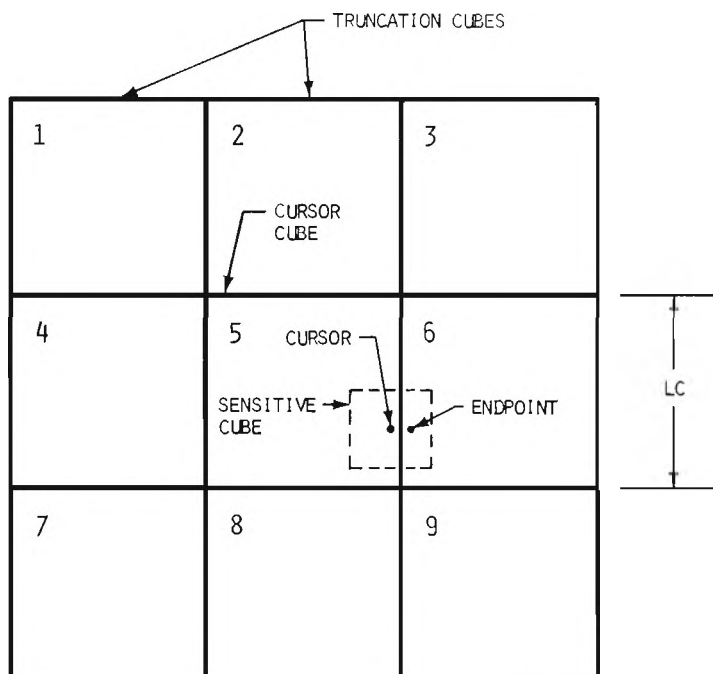 TRUNCATION CUBES
1
2
3
CURSOR
CUBE
4
5
6
CURSOR
LC
SENSITIVE
CUBE
ENDPOINT
7
8
9